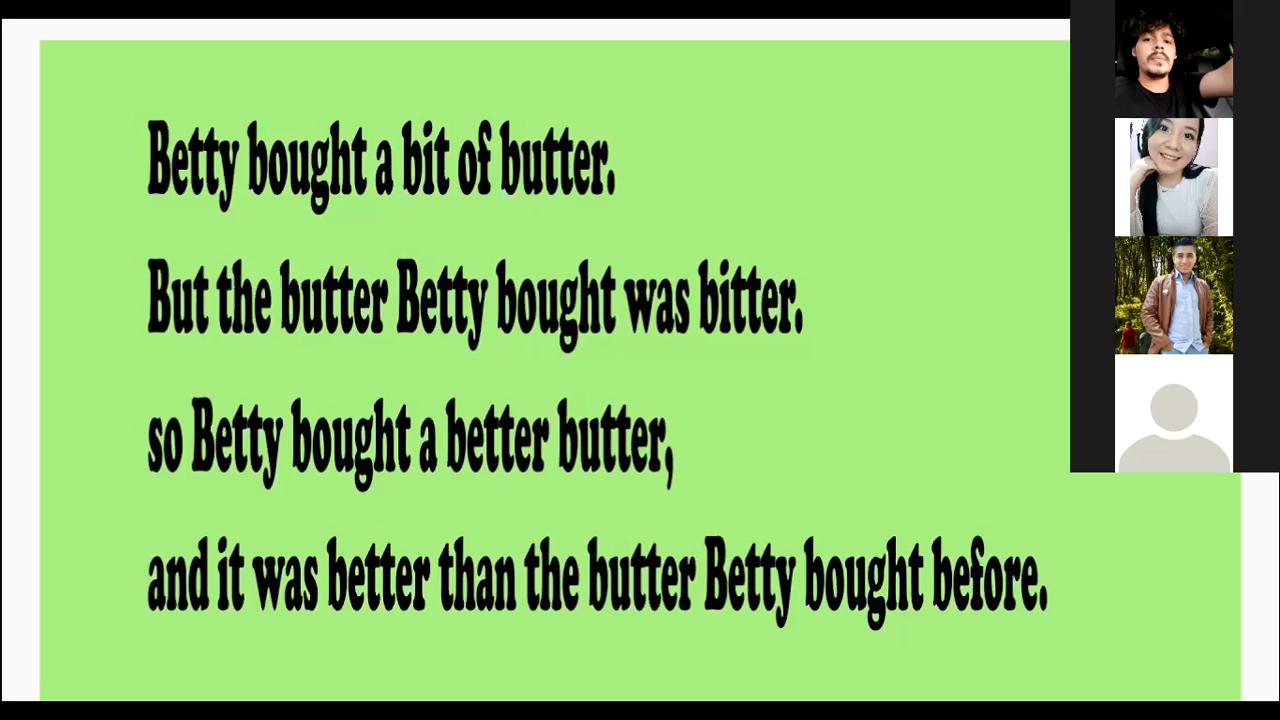 Betty bought a bit of butter.
But the butter Betty bought was bitter.
so Betty bought a better butter,
and it was better than the butter Betty bought before.